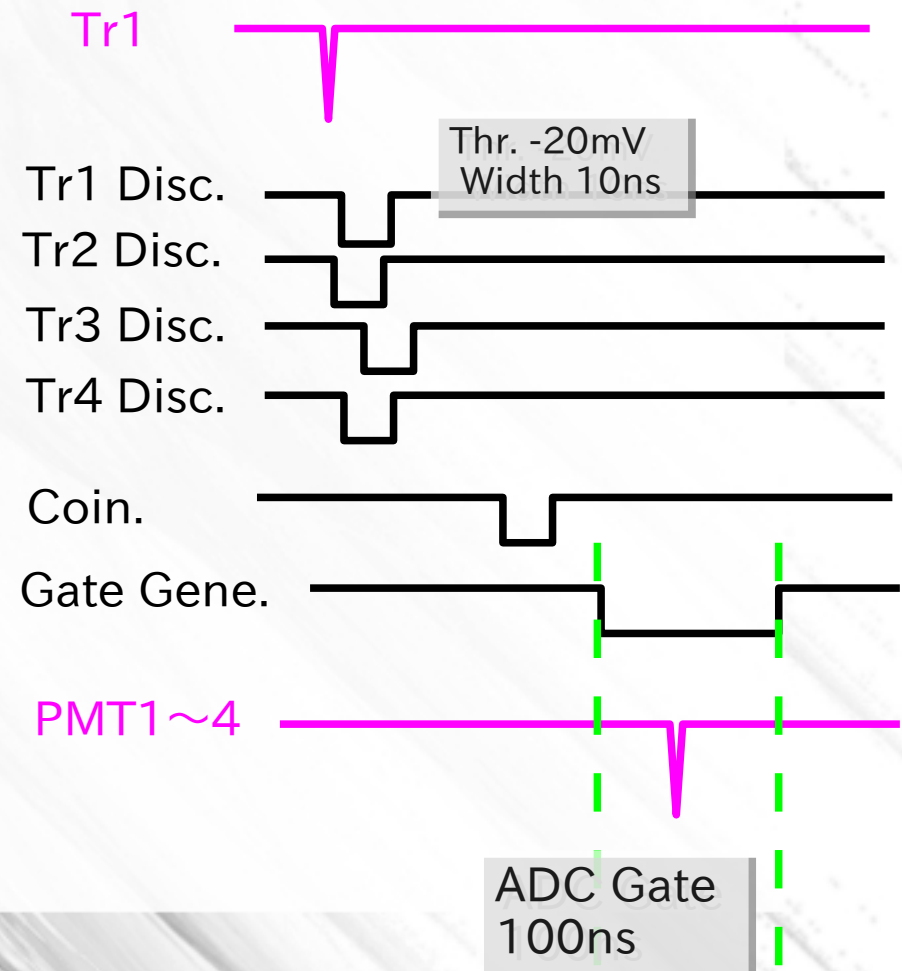 Tr1
Thr. -20mV
Width 10ns
Tr1 Disc.
Tr2 Disc.
Tr3 Disc.
Tr4 Disc.
Coin.
Gate Gene.
PMT1～4
ADC Gate
100ns